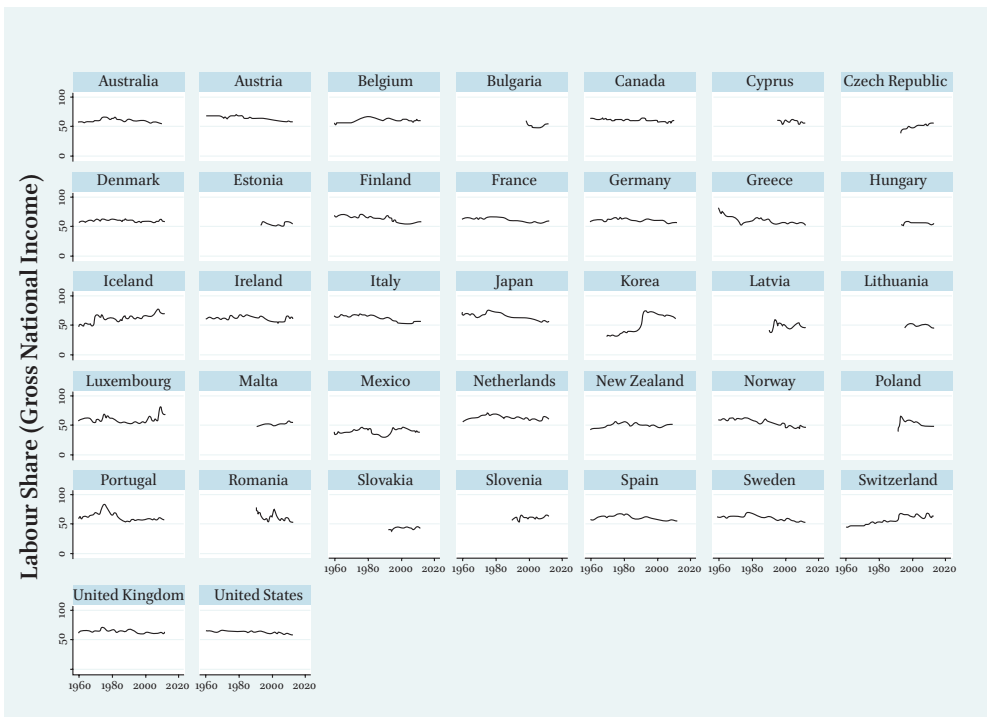 Labour Share (Gross National Income)
Australia Austria Belgium Bulgaria Canada Cyprus Czech Republic
100
50
0
Denmark Estonia Finland France Germany Greece Hungary
100
50
0
Iceland Ireland Italy Japan Korea Latvia Lithuania
100
50
0
Luxembourg Malta Mexico Netherlands New Zealand Norway Poland
100
50
0
Portugal Romania Slovakia Slovenia Spain Sweden Switzerland
100
50
0
1960 1980 2000 2020 1960 1980 2000 2020 1960 1980 2000 2020 1960 1980 2000 2020 1960 1980 2000 2020
United Kingdom United States
100
50
1960 1980 2000 2020 1960 1980 2000 2020